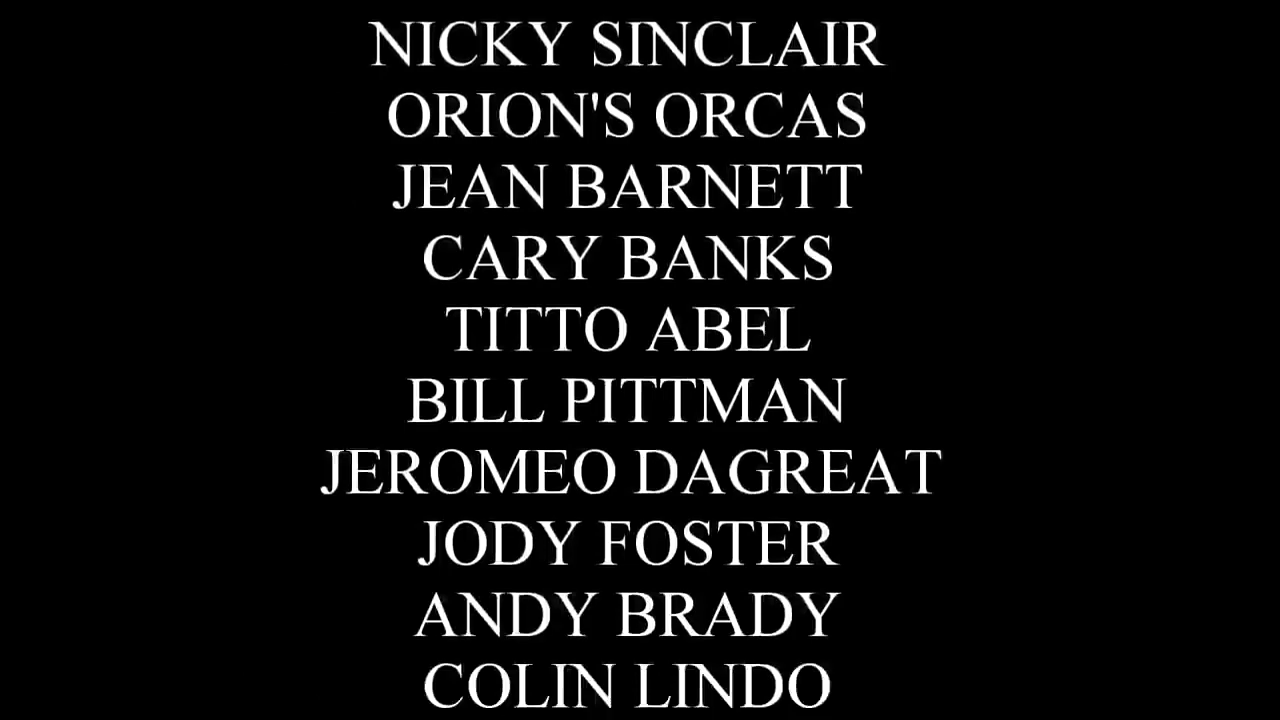 NICKY SINCLAIR
ORION'S ORCAS
JEAN BARNETT
CARY BANKS
TITTO ABEL
BILL PITTMAN
JEROMEO DAGREAT
JODY FOSTER
ANDY BRADY
COLIN LINDO